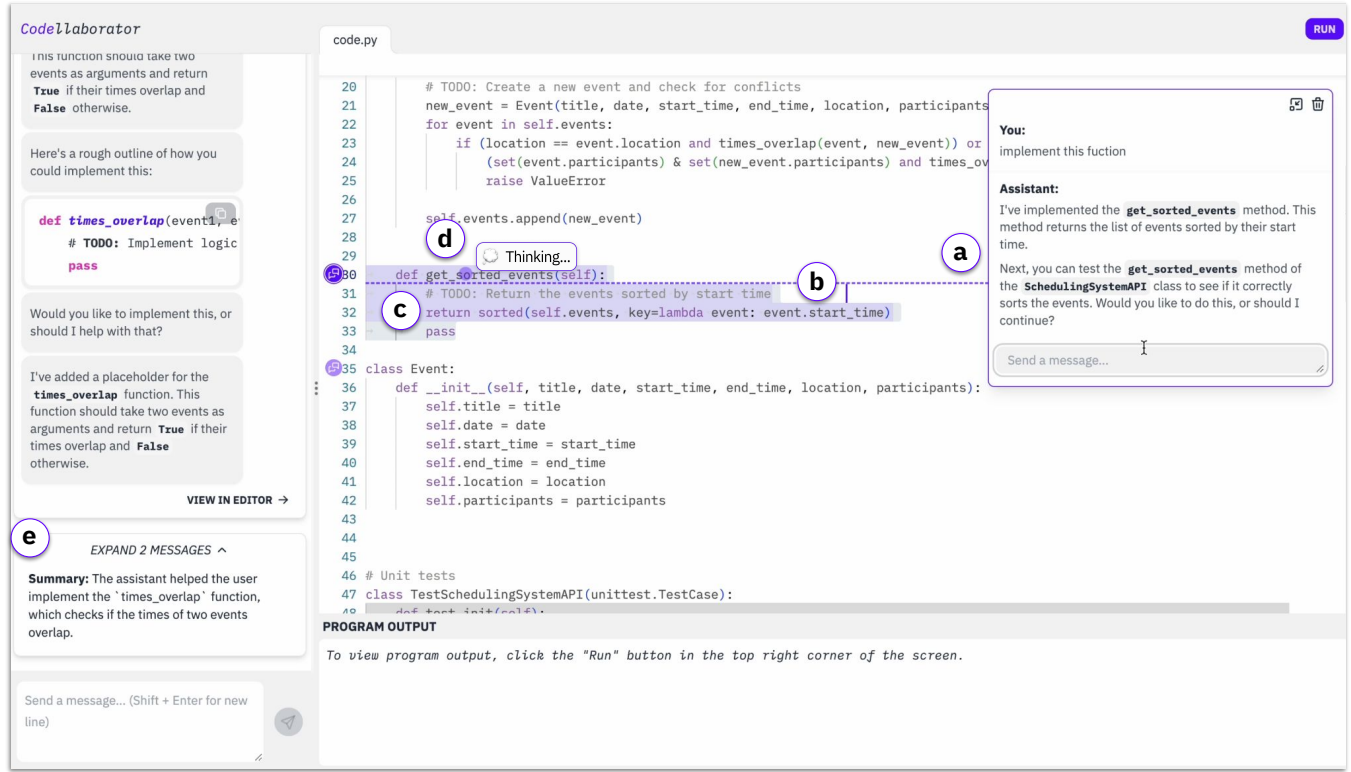 Codellaborator
This function should take two
events as arguments and return
True if their times overlap and
False otherwise.
Here's a rough outline of how you
could implement this:
def times_overlap(event1, e
# TODO: Implement logic
pass
Would you like to implement this, or
should I help with that?
I've added a placeholder for the
times_overlap function. This
function should take two events as
arguments and return True if their
times overlap and False
otherwise.
VIEW IN EDITOR →
e
EXPAND 2 MESSAGES
Summary: The assistant helped the user
implement the `times_overlap` function,
which checks if the times of two events
overlap.
Send a message... (Shift + Enter for new
line)
code.py
RUN
20 # TODO: Create a new event and check for conflicts
21 new_event = Event(title, date, start_time, end_time, location, participants
22 for event in self.events:
23 if (location == event.location and times_overlap(event, new_event)) or
24 (set(event.participants) & set(new_event.participants) and times_ov
25 raise ValueError
26
27 self.events.append(new_event)
28
d
Thinking...
29
30 def get_sorted_events(self):
b
31 # TODO: Return the events sorted by start time
c
32 return sorted(self.events, key=lambda event: event.start_time)
33 pass
34
35 class Event:
36 def __init__(self, title, date, start_time, end_time, location, participants):
37 self.title = title
38 self.date = date
39 self.start_time = start_time
40 self.end_time = end_time
41 self.location = location
42 self.participants = participants
43
44
45
46 # Unit tests
47 class TestSchedulingSystemAPI(unittest.TestCase):
48 def test_init(self):
a
You:
implement this fuction
Assistant:
I've implemented the get_sorted_events method. This
method returns the list of events sorted by their start
time.
Next, you can test the get_sorted_events method of
the SchedulingSystemAPI class to see if it correctly
sorts the events. Would you like to do this, or should I
continue?
Send a message...
PROGRAM OUTPUT
To view program output, click the "Run" button in the top right corner of the screen.